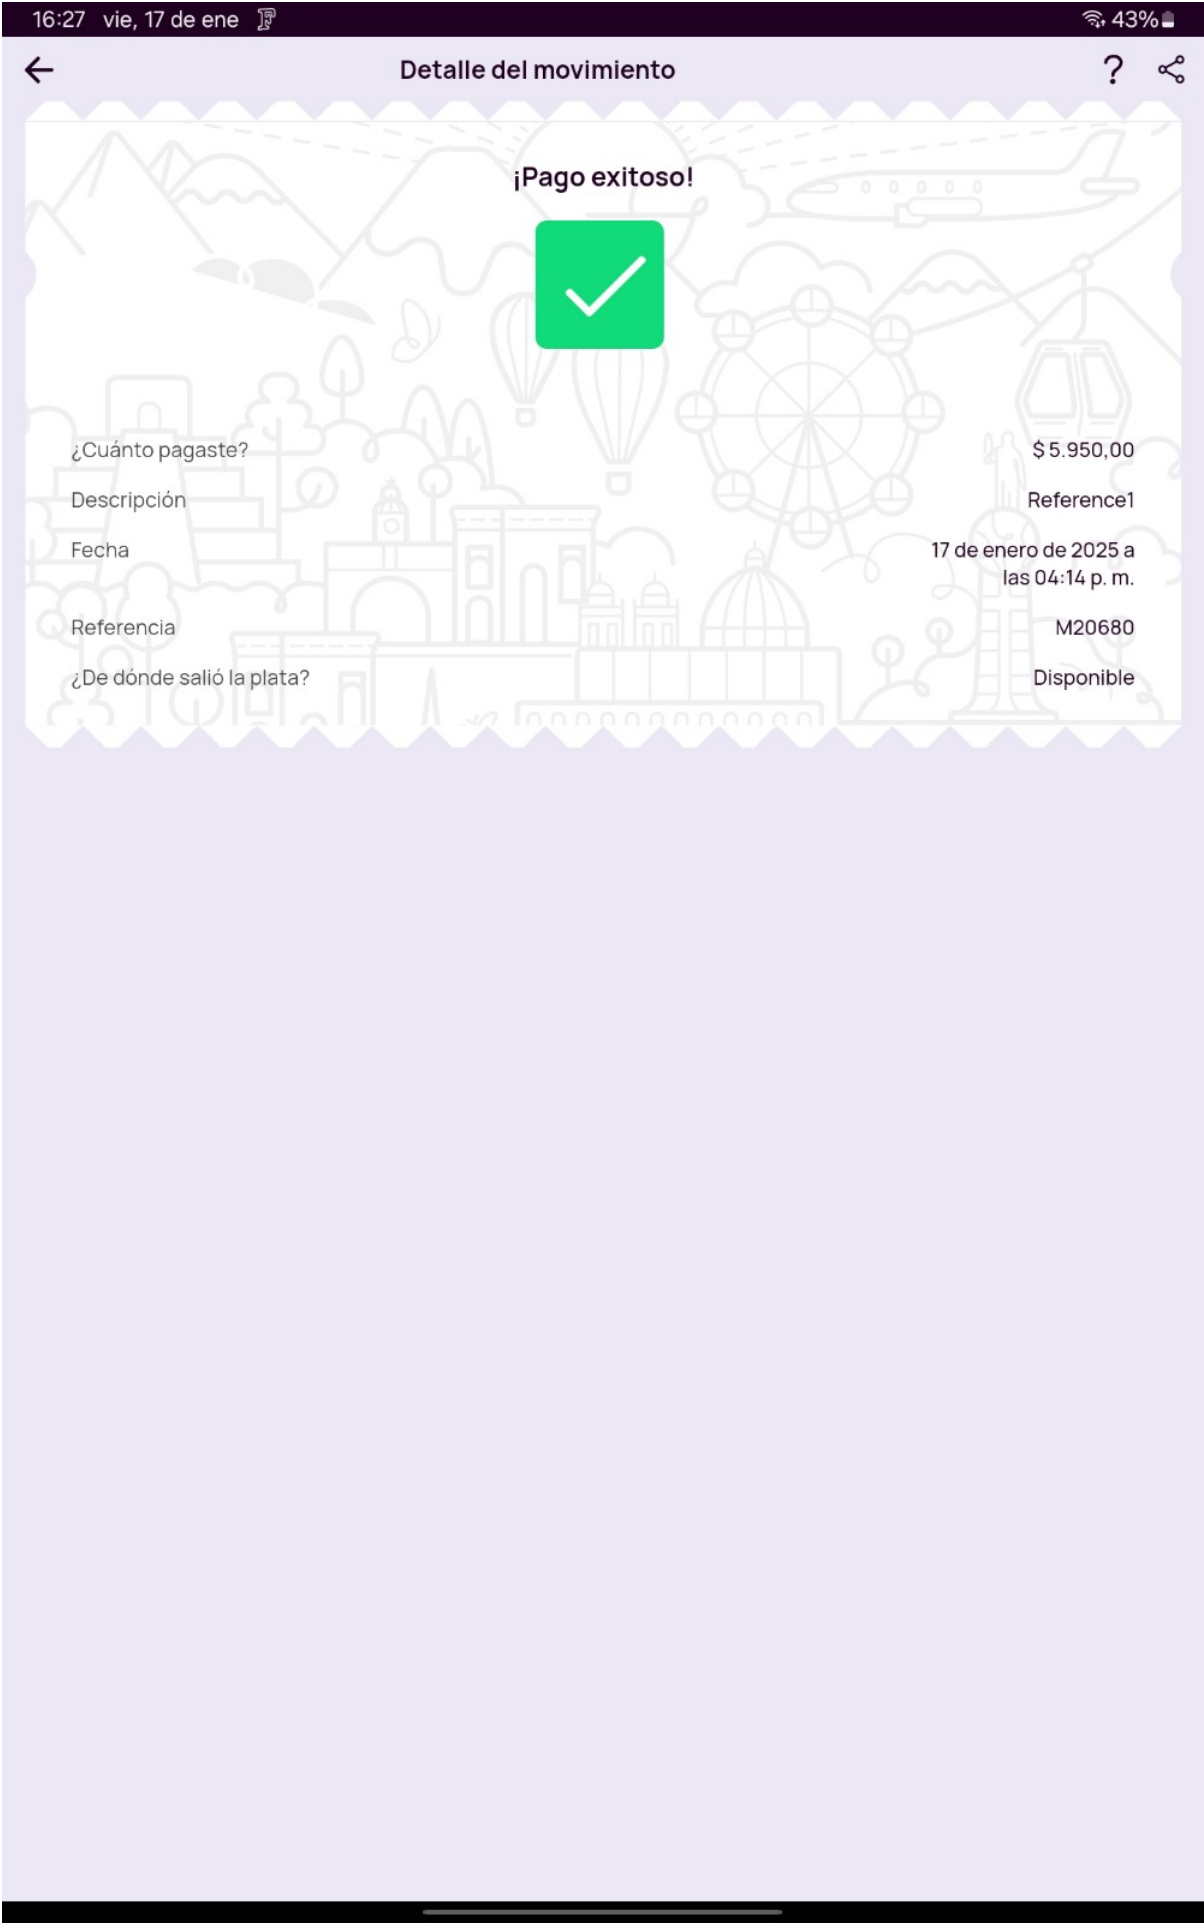 16:27 vie, 17 de ene 43%
Detalle del movimiento ?
¡Pago exitoso!
¿Cuánto pagaste? $ 5.950,00
Descripción Reference1
Fecha 17 de enero de 2025 a
las 04:14 p. m.
Referencia M20680
¿De dónde salió la plata? Disponible